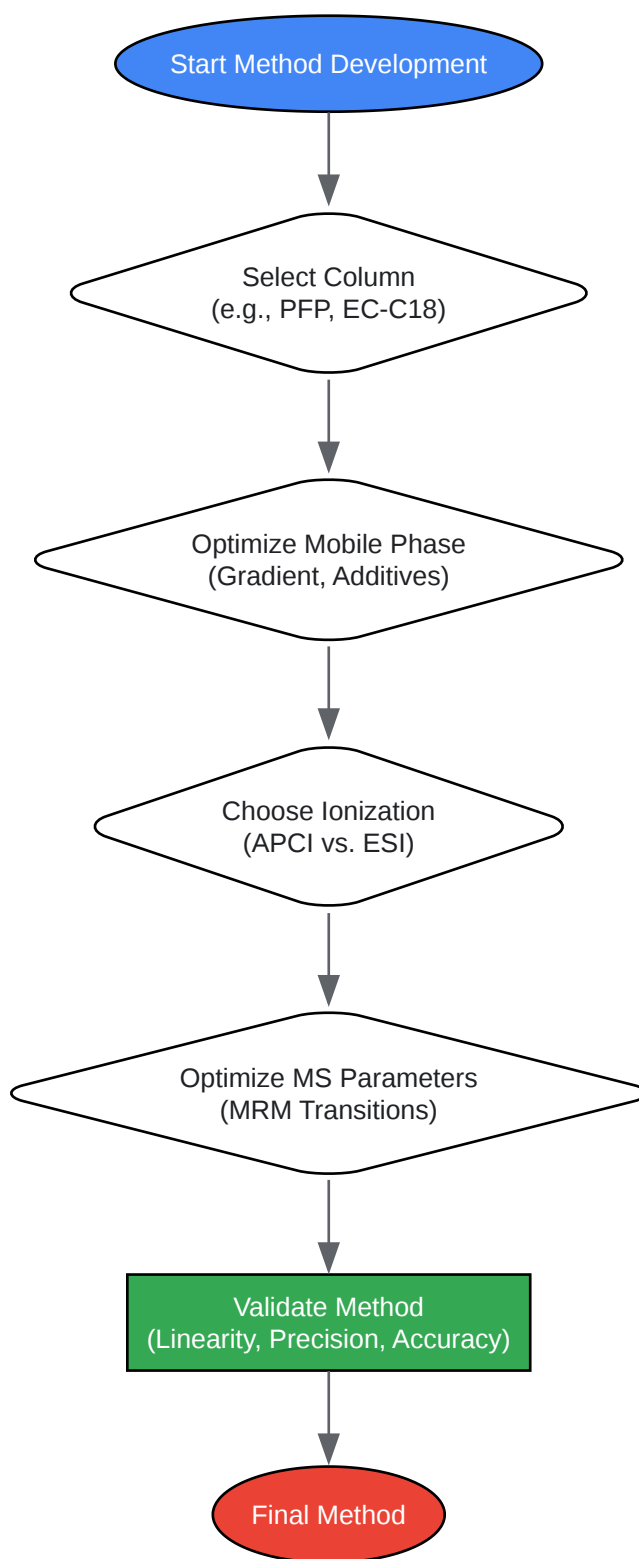 Start Method Development
Select Column
(e.g., PFP, EC-C18)
Optimize Mobile Phase
(Gradient, Additives)
Choose Ionization
(APCI vs. ESI)
Optimize MS Parameters
(MRM Transitions)
Validate Method
(Linearity, Precision, Accuracy)
Final Method